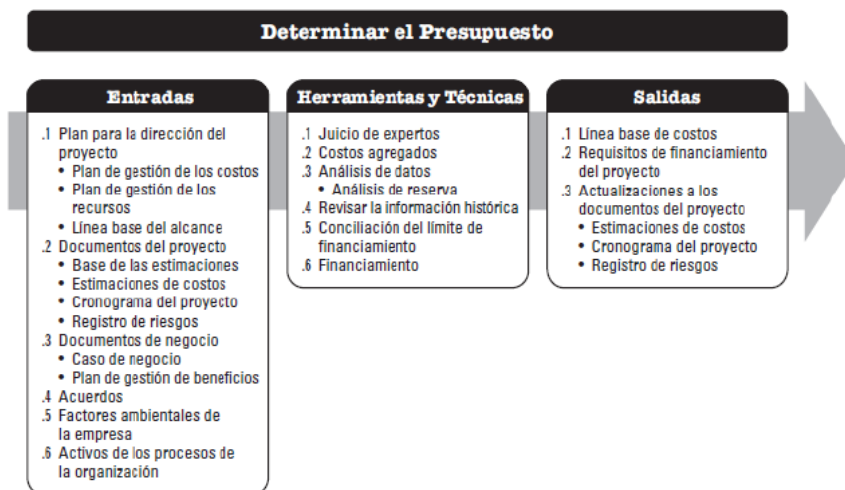 Determinar el Presupuesto
Entradas
.1 Plan para la dirección del
proyecto
• Plan de gestión de los costos
• Plan de gestión de los
recursos
• Línea base del alcance
.2 Documentos del proyecto
• Base de las estimaciones
• Estimaciones de costos
• Cronograma del proyecto
• Registro de riesgos
.3 Documentos de negocio
• Caso de negocio
• Plan de gestión de beneficios
.4 Acuerdos
.5 Factores ambientales de
la empresa
.6 Activos de los procesos de
la organización
Herramientas y Técnicas
.1 Juicio de expertos
.2 Costos agregados
.3 Análisis de datos
• Análisis de reserva
.4 Revisar la información histórica
.5 Conciliación del límite de
financiamiento
.6 Financiamiento
Salidas
.1 Línea base de costos
.2 Requisitos de financiamiento
del proyecto
.3 Actualizaciones a los
documentos del proyecto
• Estimaciones de costos
• Cronograma del proyecto
• Registro de riesgos